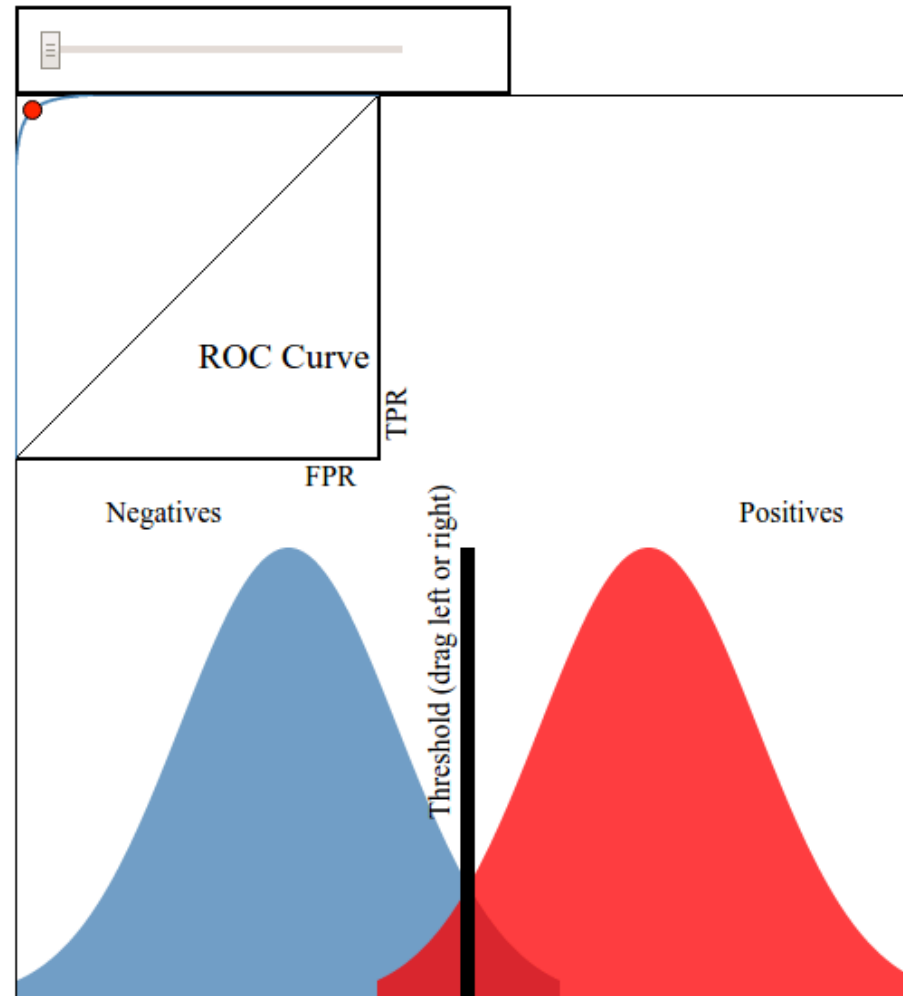 ROC Curve
TPR
FPR
Negatives
Positives
Threshold (drag left or right)